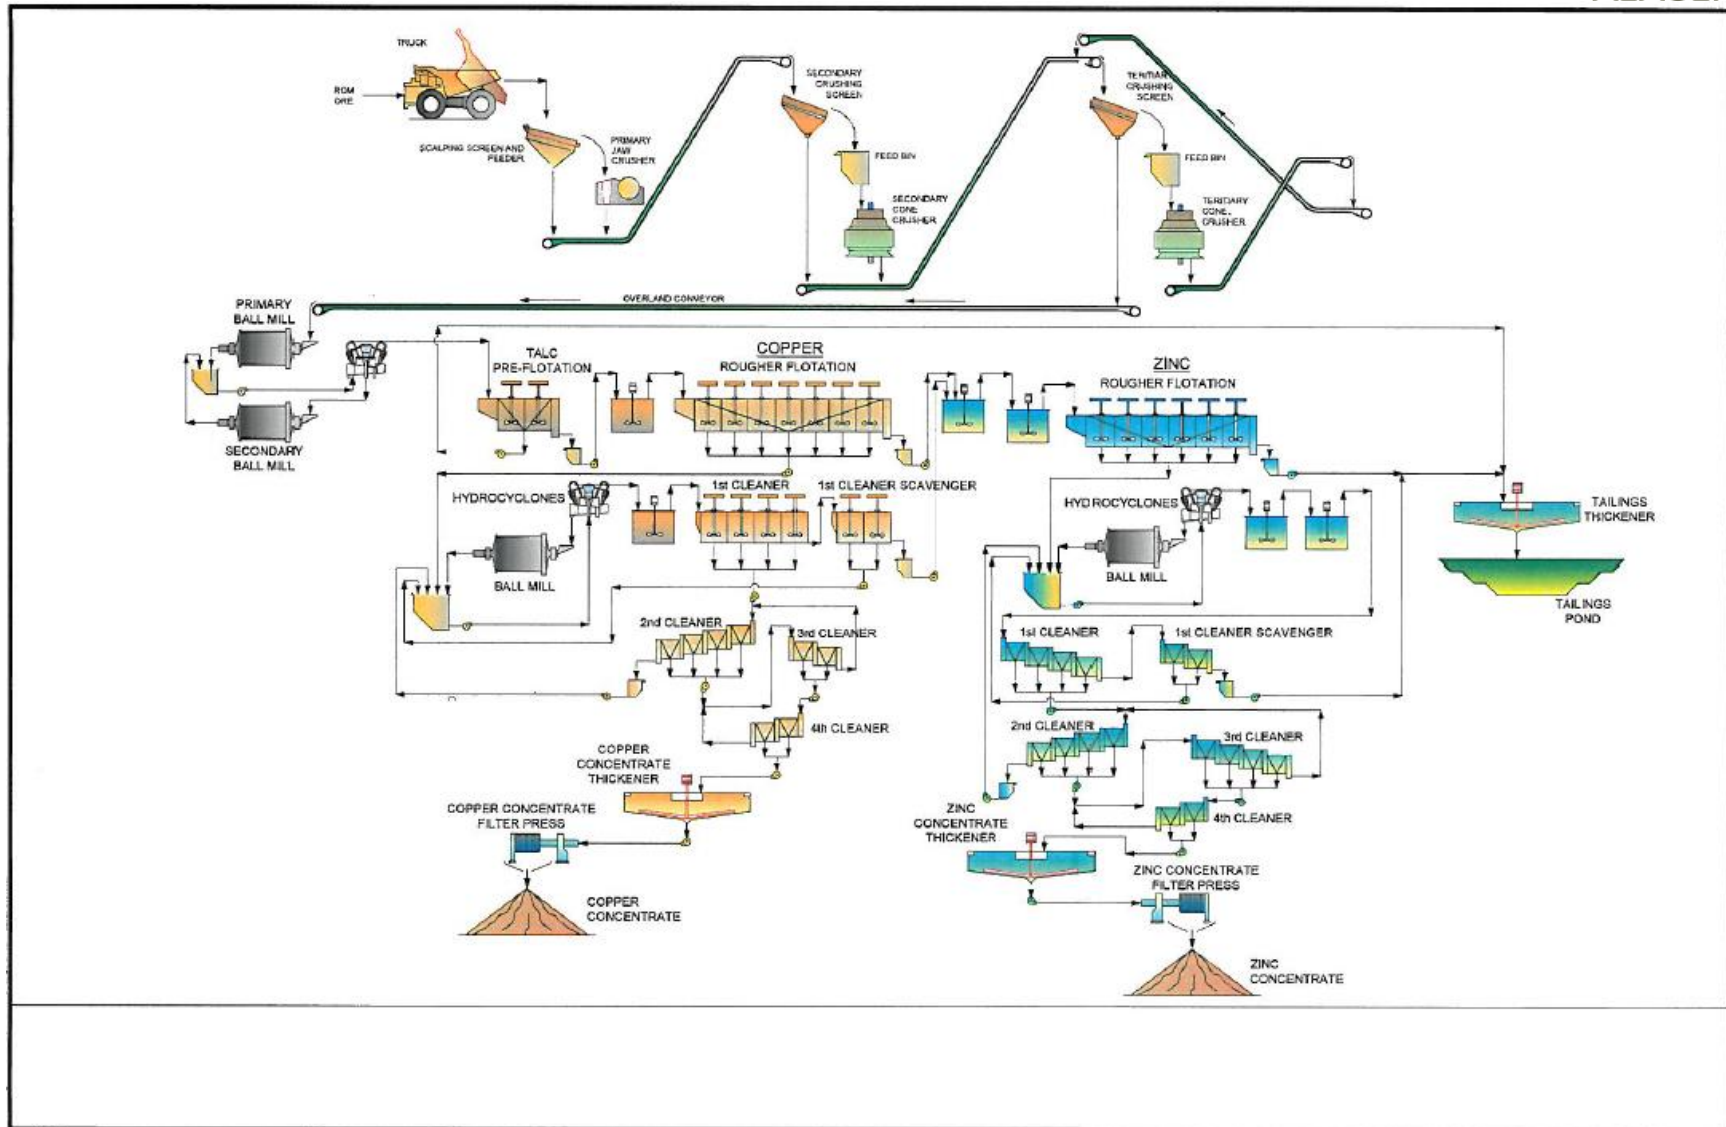 TRUCK
ROM
ORE
SCALPING SCREEN AND
FEEDER
PRIMARY
JAW
CRUSHER
SECONDARY
CRUSHING
SCREEN
FEED BIN
SECONDARY
CONE
CRUSHER
TERITIAR
CRUSHING
SCREEN
FEED BIN
TERITIARY
CONE
CRUSHER
OVERLAND CONVEYOR
PRIMARY
BALL MILL
SECONDARY
BALL MILL
TALC
PRE-FLOTATION
COPPER
ROUGHER FLOTATION
ZINC
ROUGHER FLOTATION
HYDROCYCLONES
1st CLEANER
1st CLEANER SCAVENGER
BALL MILL
HYDROCYCLONES
BALL MILL
TAILINGS
THICKENER
TAILINGS
POND
2nd CLEANER
3rd CLEANER
4th CLEANER
1st CLEANER
1st CLEANER SCAVENGER
2nd CLEANER
3rd CLEANER
4th CLEANER
COPPER
CONCENTRATE
THICKENER
COPPER CONCENTRATE
FILTER PRESS
COPPER
CONCENTRATE
ZINC
CONCENTRATE
THICKENER
ZINC CONCENTRATE
FILTER PRESS
ZINC
CONCENTRATE